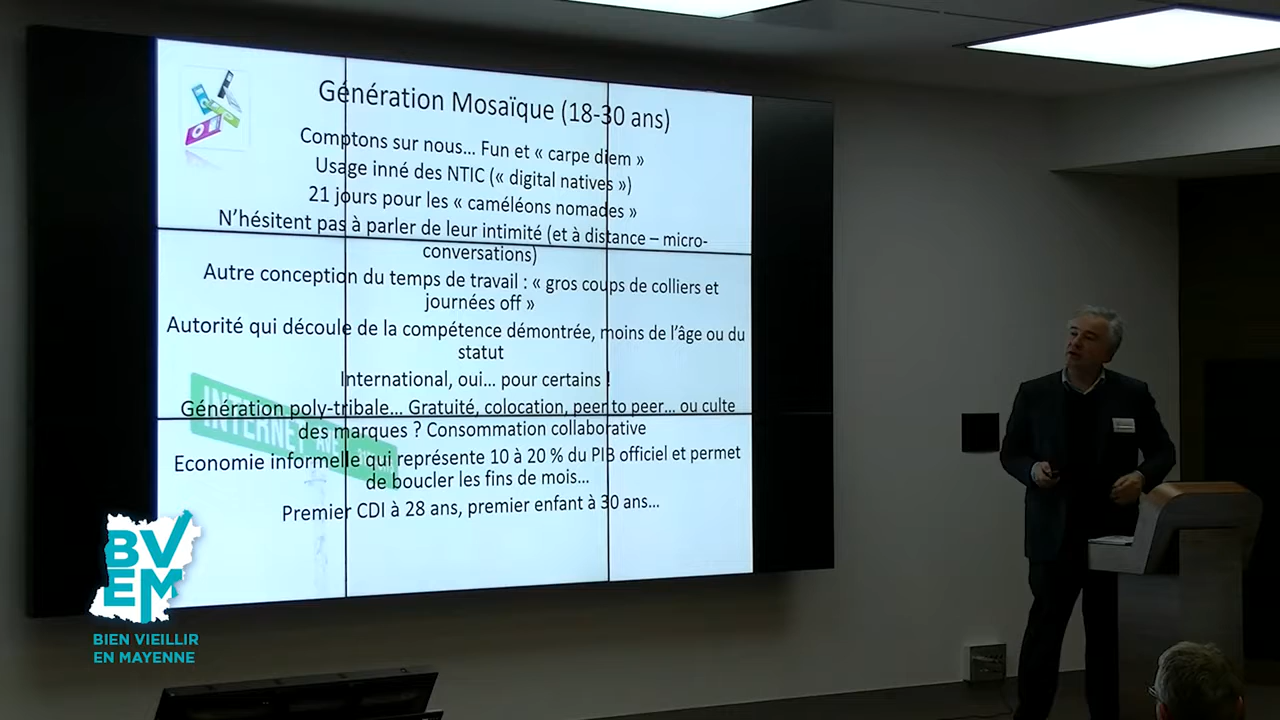 Génération Mosaïque (18-30 ans)
Comptons sur nous... Fun et « carpe diem »
Usage inné des NTIC (« digital natives »)
21 jours pour les « caméléons nomades »
N'hésitent pas à parler de leur intimité (et à distance – micro-
conversations)
Autre conception du temps de travail : « gros coups de colliers et
journées off »
Autorité qui découle de la compétence démontrée, moins de l'âge ou du
statut
International, oui... pour certains !
Génération poly-tribale... Gratuité, colocation, peer to peer... ou culte
des marques ? Consommation collaborative
Economie informelle qui représente 10 à 20 % du PIB officiel et permet
de boucler les fins de mois...
Premier CDI à 28 ans, premier enfant à 30 ans...
INTERNET
BV
EM
BIEN VIEILLIR
EN MAYENNE